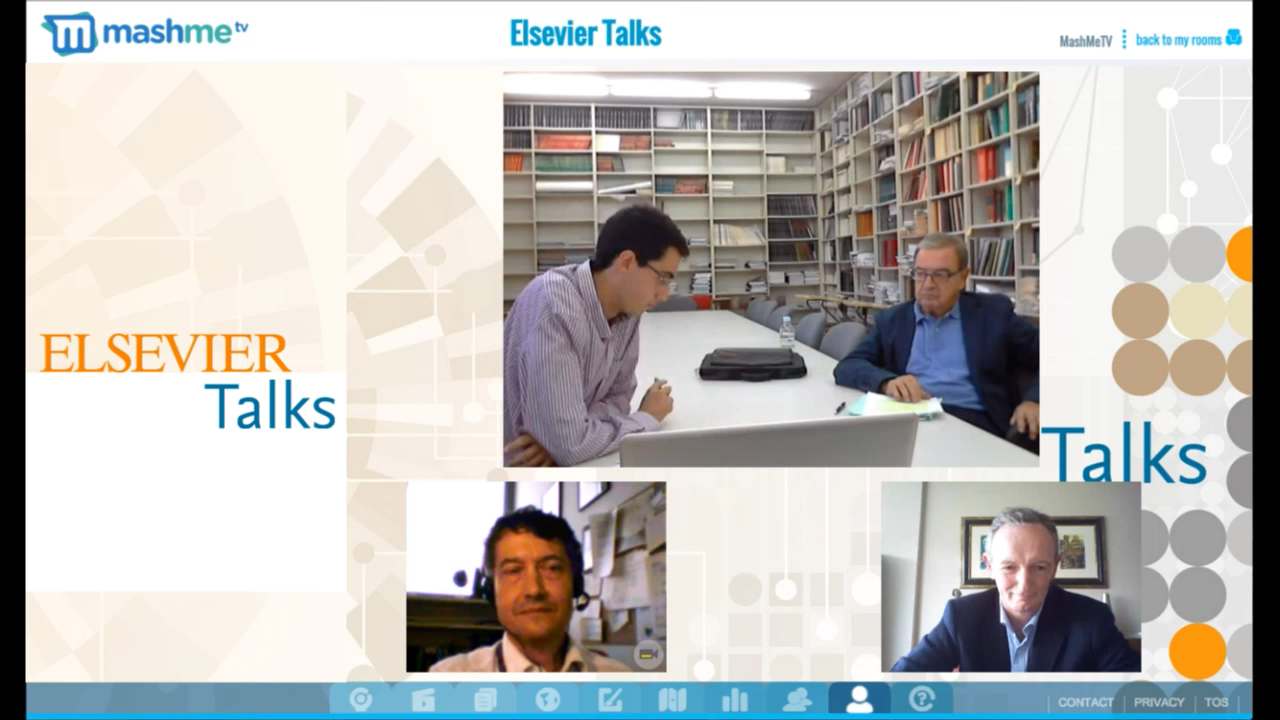 mashme tv
Elsevier Talks
MashMeTV
back to my rooms
ELSEVIER
Talks
Talks
CONTACT
PRIVACY
TOS